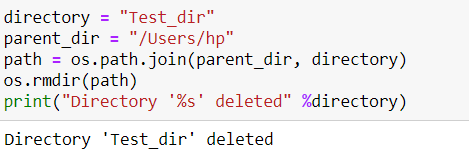 directory = "Test_dir"
parent_dir = "/Users/hp"
path = os.path.join(parent_dir, directory)
os.rmdir(path)
print("Directory '%s' deleted" %directory)
Directory 'Test_dir' deleted